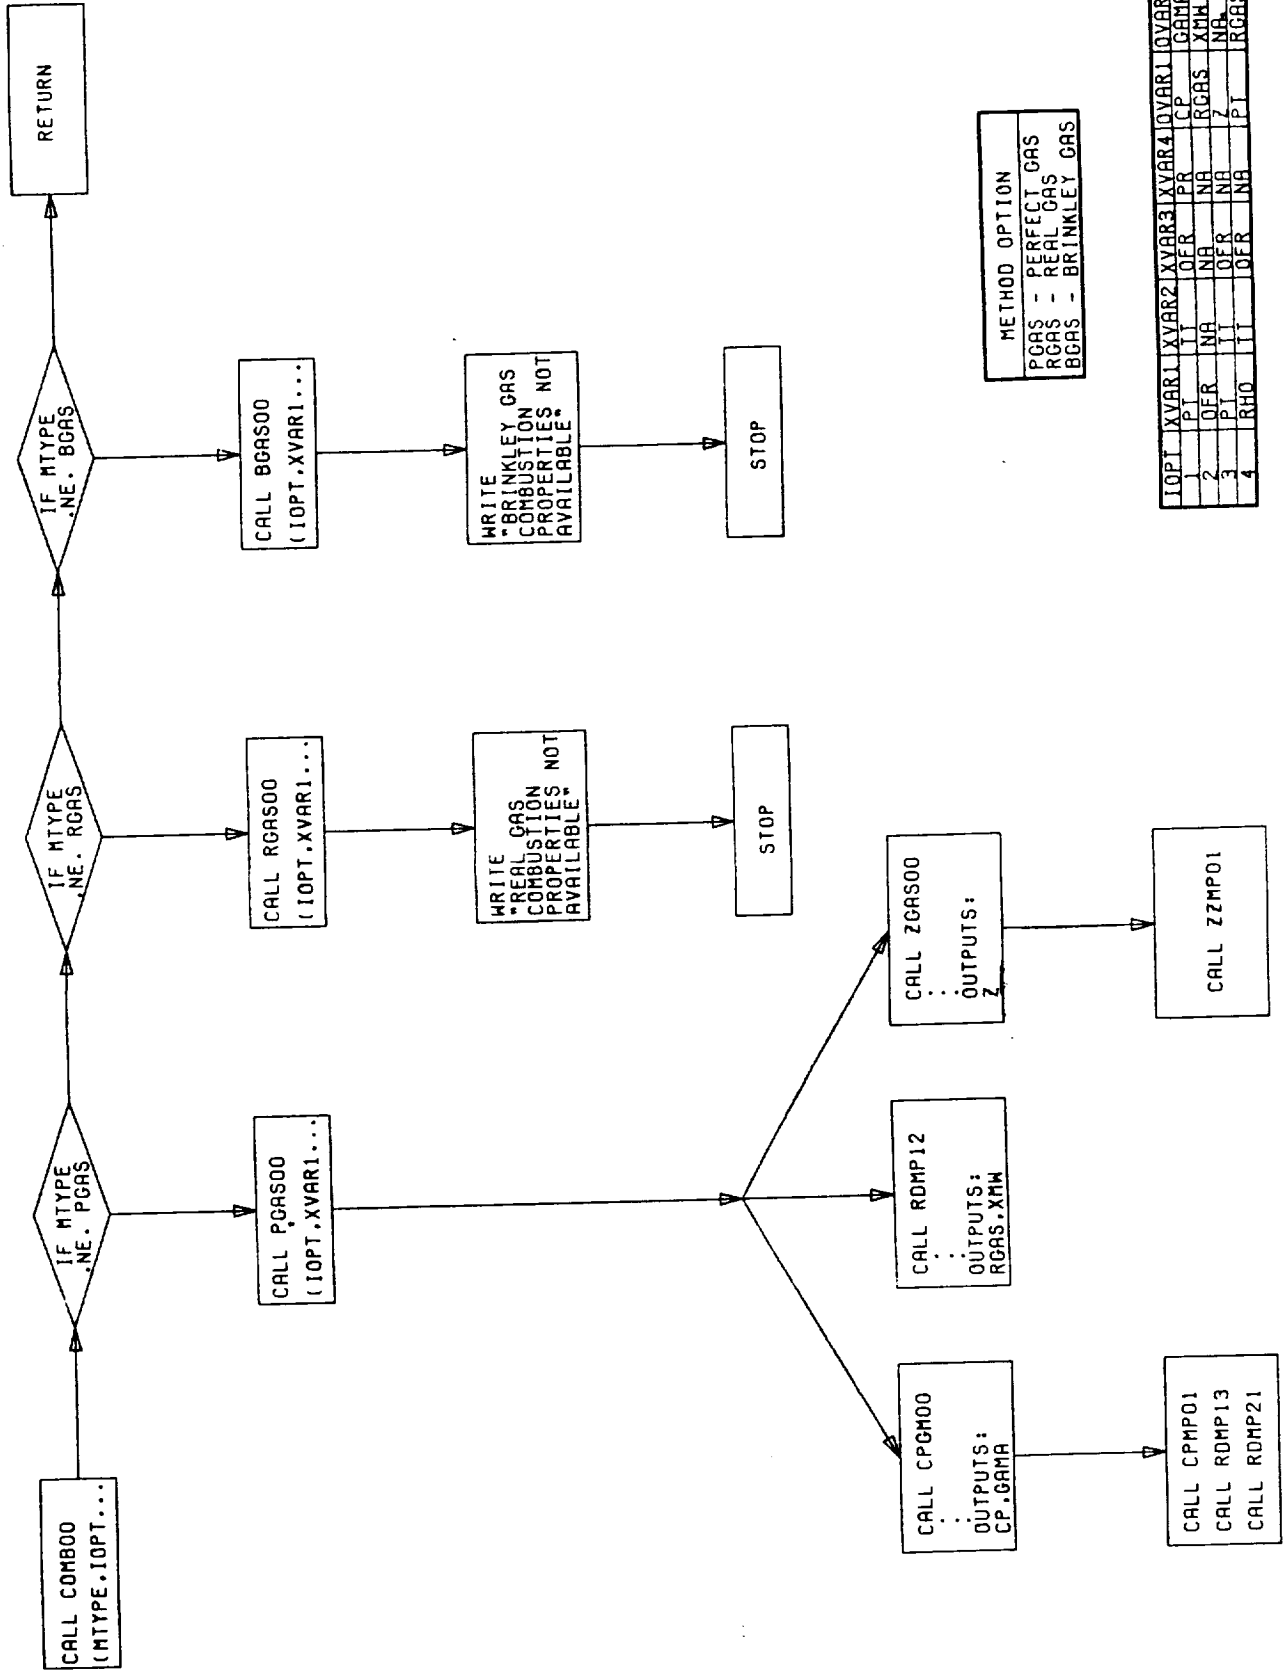 CALL COMBOO
(MTYPE,IOPT...
IF MTYPE
.NE. PGAS
IF MTYPE
.NE. RGAS
IF MTYPE
.NE. BGAS
RETURN
CALL PGASOO
(IOPT,XVAR1...
CALL RGASOO
(IOPT,XVAR1...
CALL BGASOO
(IOPT,XVAR1...
WRITE
"REAL GAS
COMBUSTION
PROPERTIES NOT
AVAILABLE"
WRITE
"BRINKLEY GAS
COMBUSTION
PROPERTIES NOT
AVAILABLE"
STOP
STOP
CALL CPGMOO
OUTPUTS:
CP,GAMA
CALL RDMP12
OUTPUTS:
RGAS,XMW
CALL ZGASOO
OUTPUTS:
Z
CALL CPMPO1
CALL RDMP13
CALL RDMP21
CALL ZZMPO1
METHOD OPTION
PGAS - PERFECT GAS
RGAS - REAL GAS
BGAS - BRINKLEY GAS
IOPT XVAR1 XVAR2 XVAR3 XVAR4 OVAR1 OVAR
1 PT TT OFR PR CP GAMA
2 OFR NA NA NA RGAS XMW
3 PT TT OFR NA Z NA
4 RHO TT OFR NA PT RGAS